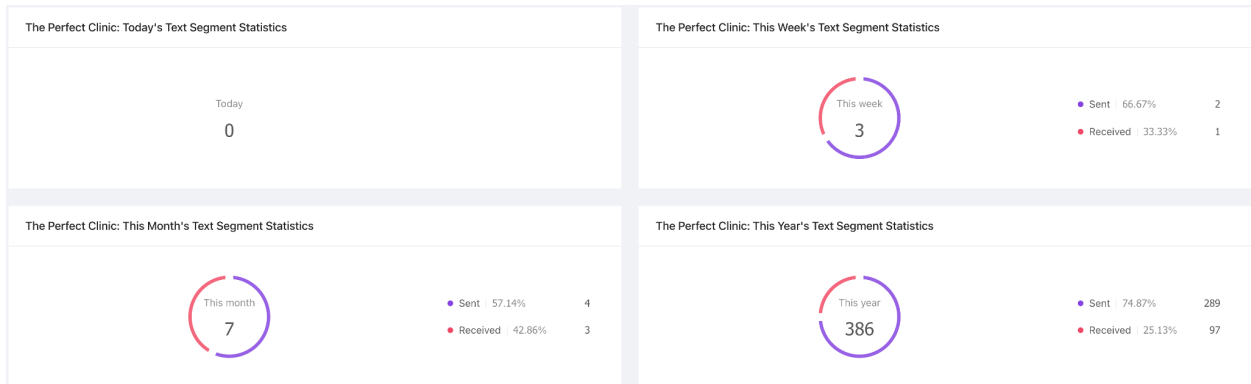 The Perfect Clinic: Today's Text Segment Statistics
Today
0
The Perfect Clinic: This Week's Text Segment Statistics
This week
3
Sent 66.67% 2
Received 33.33% 1
The Perfect Clinic: This Month's Text Segment Statistics
This month
7
Sent 57.14% 4
Received 42.86% 3
The Perfect Clinic: This Year's Text Segment Statistics
This year
386
Sent 74.87% 289
Received 25.13% 97